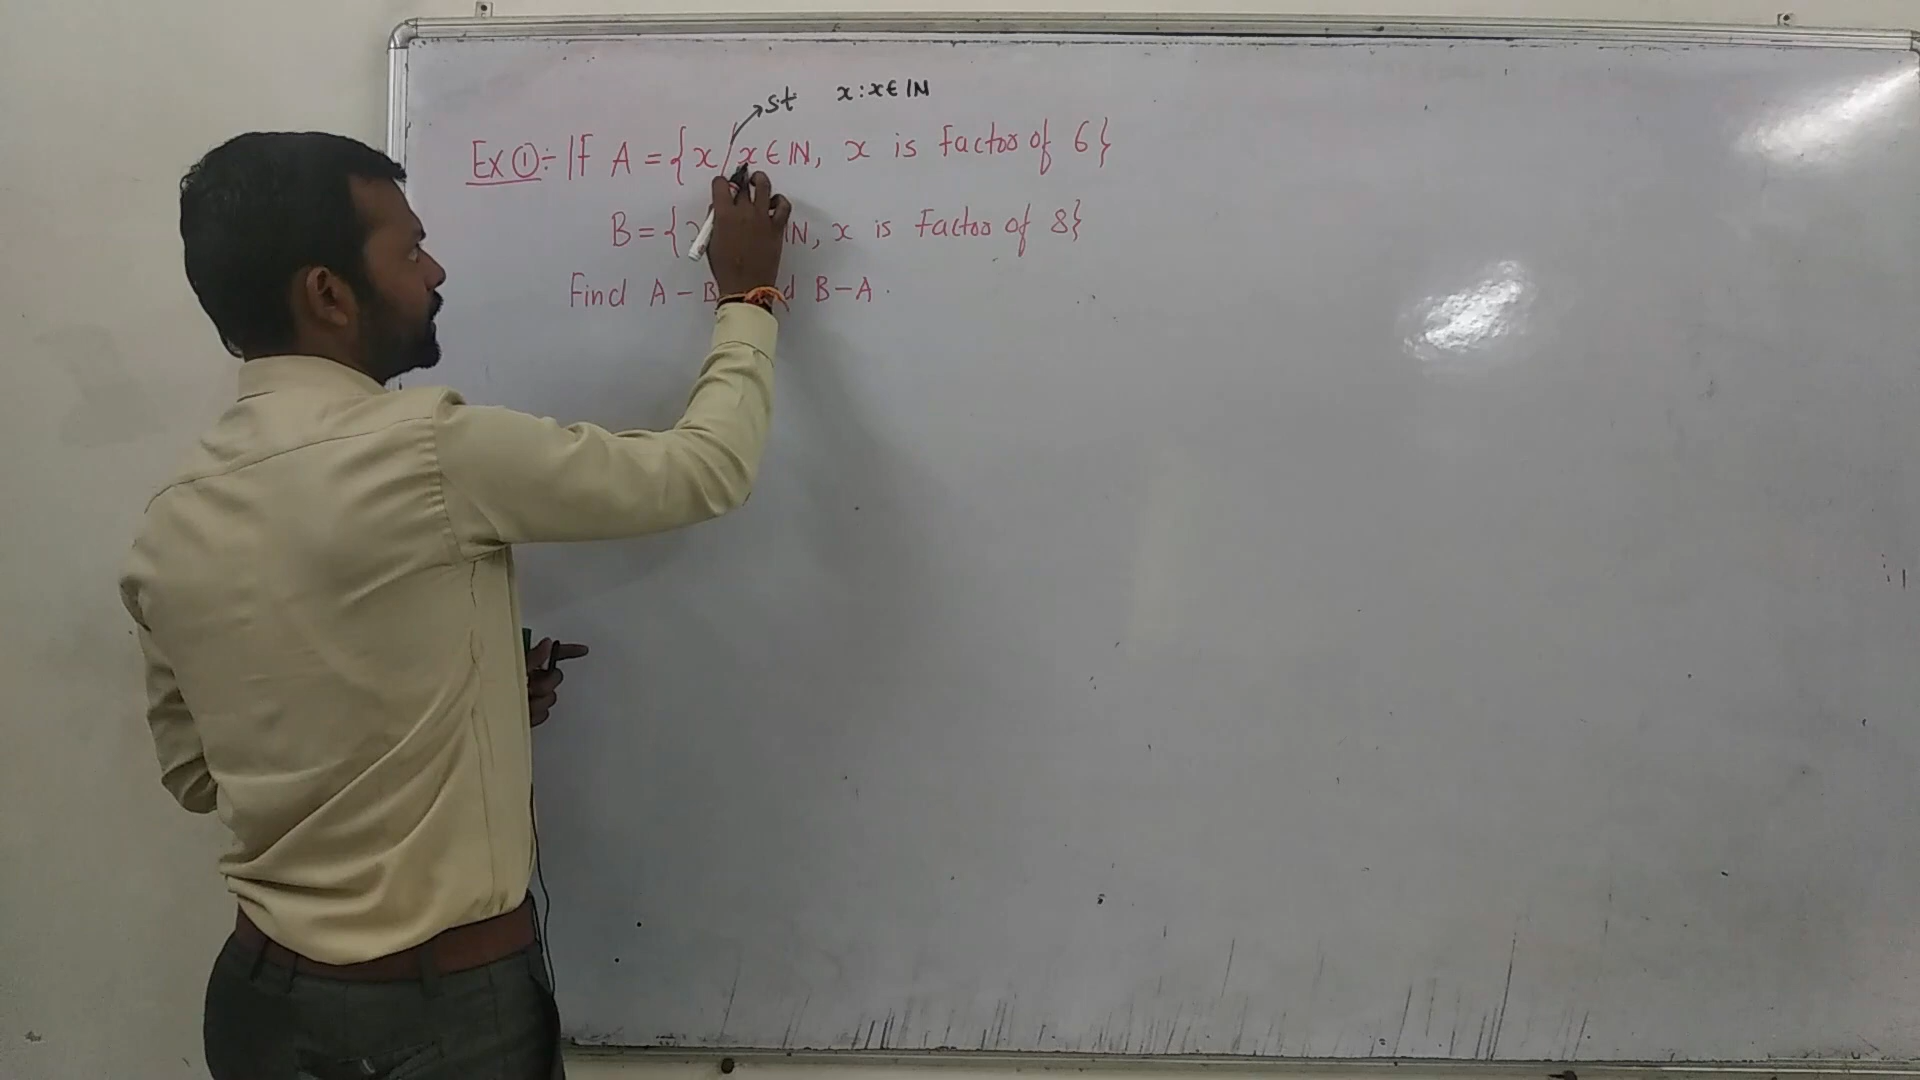 st x : x ∈ IN
Ex ① ÷ If A = {x / x ∈ IN, x is Factor of 6}
B = {x IN, x is Factor of 8}
Find A - B B - A .